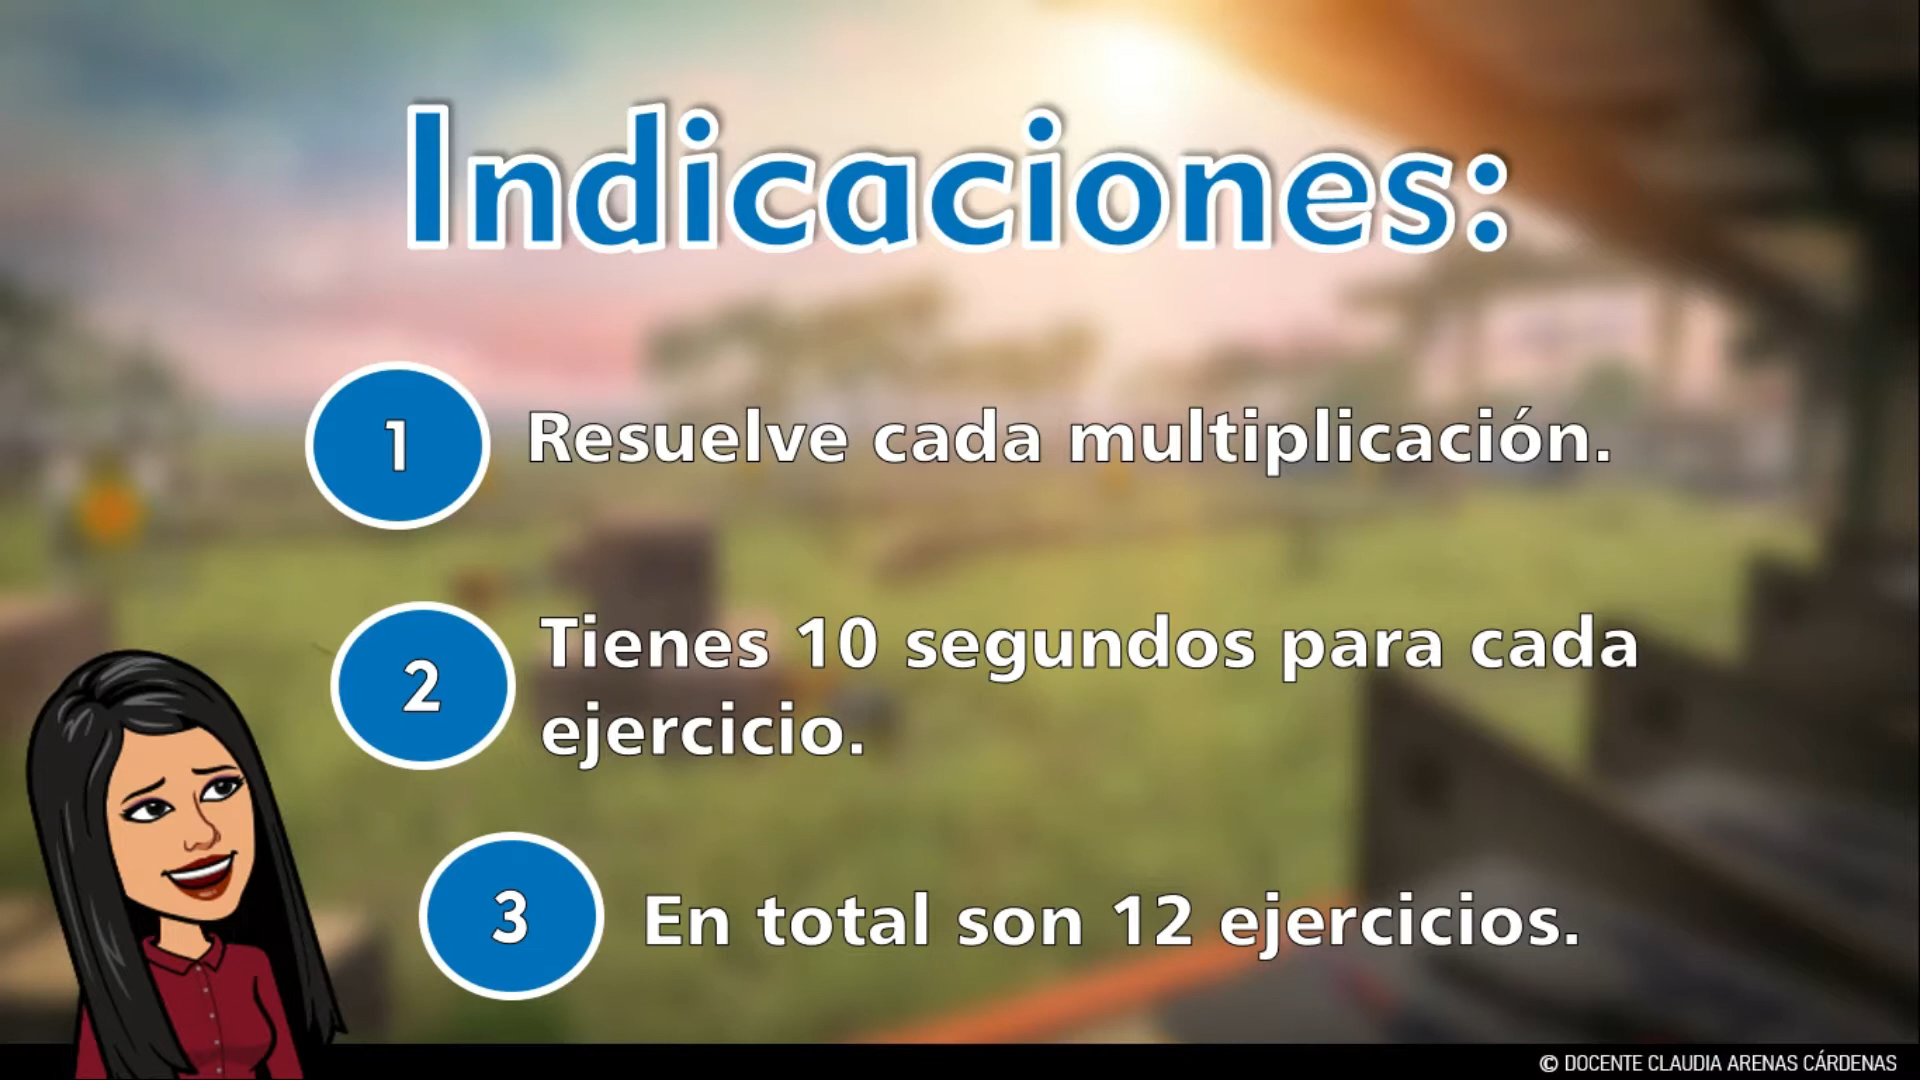 Indicaciones:
1 Resuelve cada multiplicación.
2 Tienes 10 segundos para cada
ejercicio.
3 En total son 12 ejercicios.
© DOCENTE CLAUDIA ARENAS CÁRDENAS